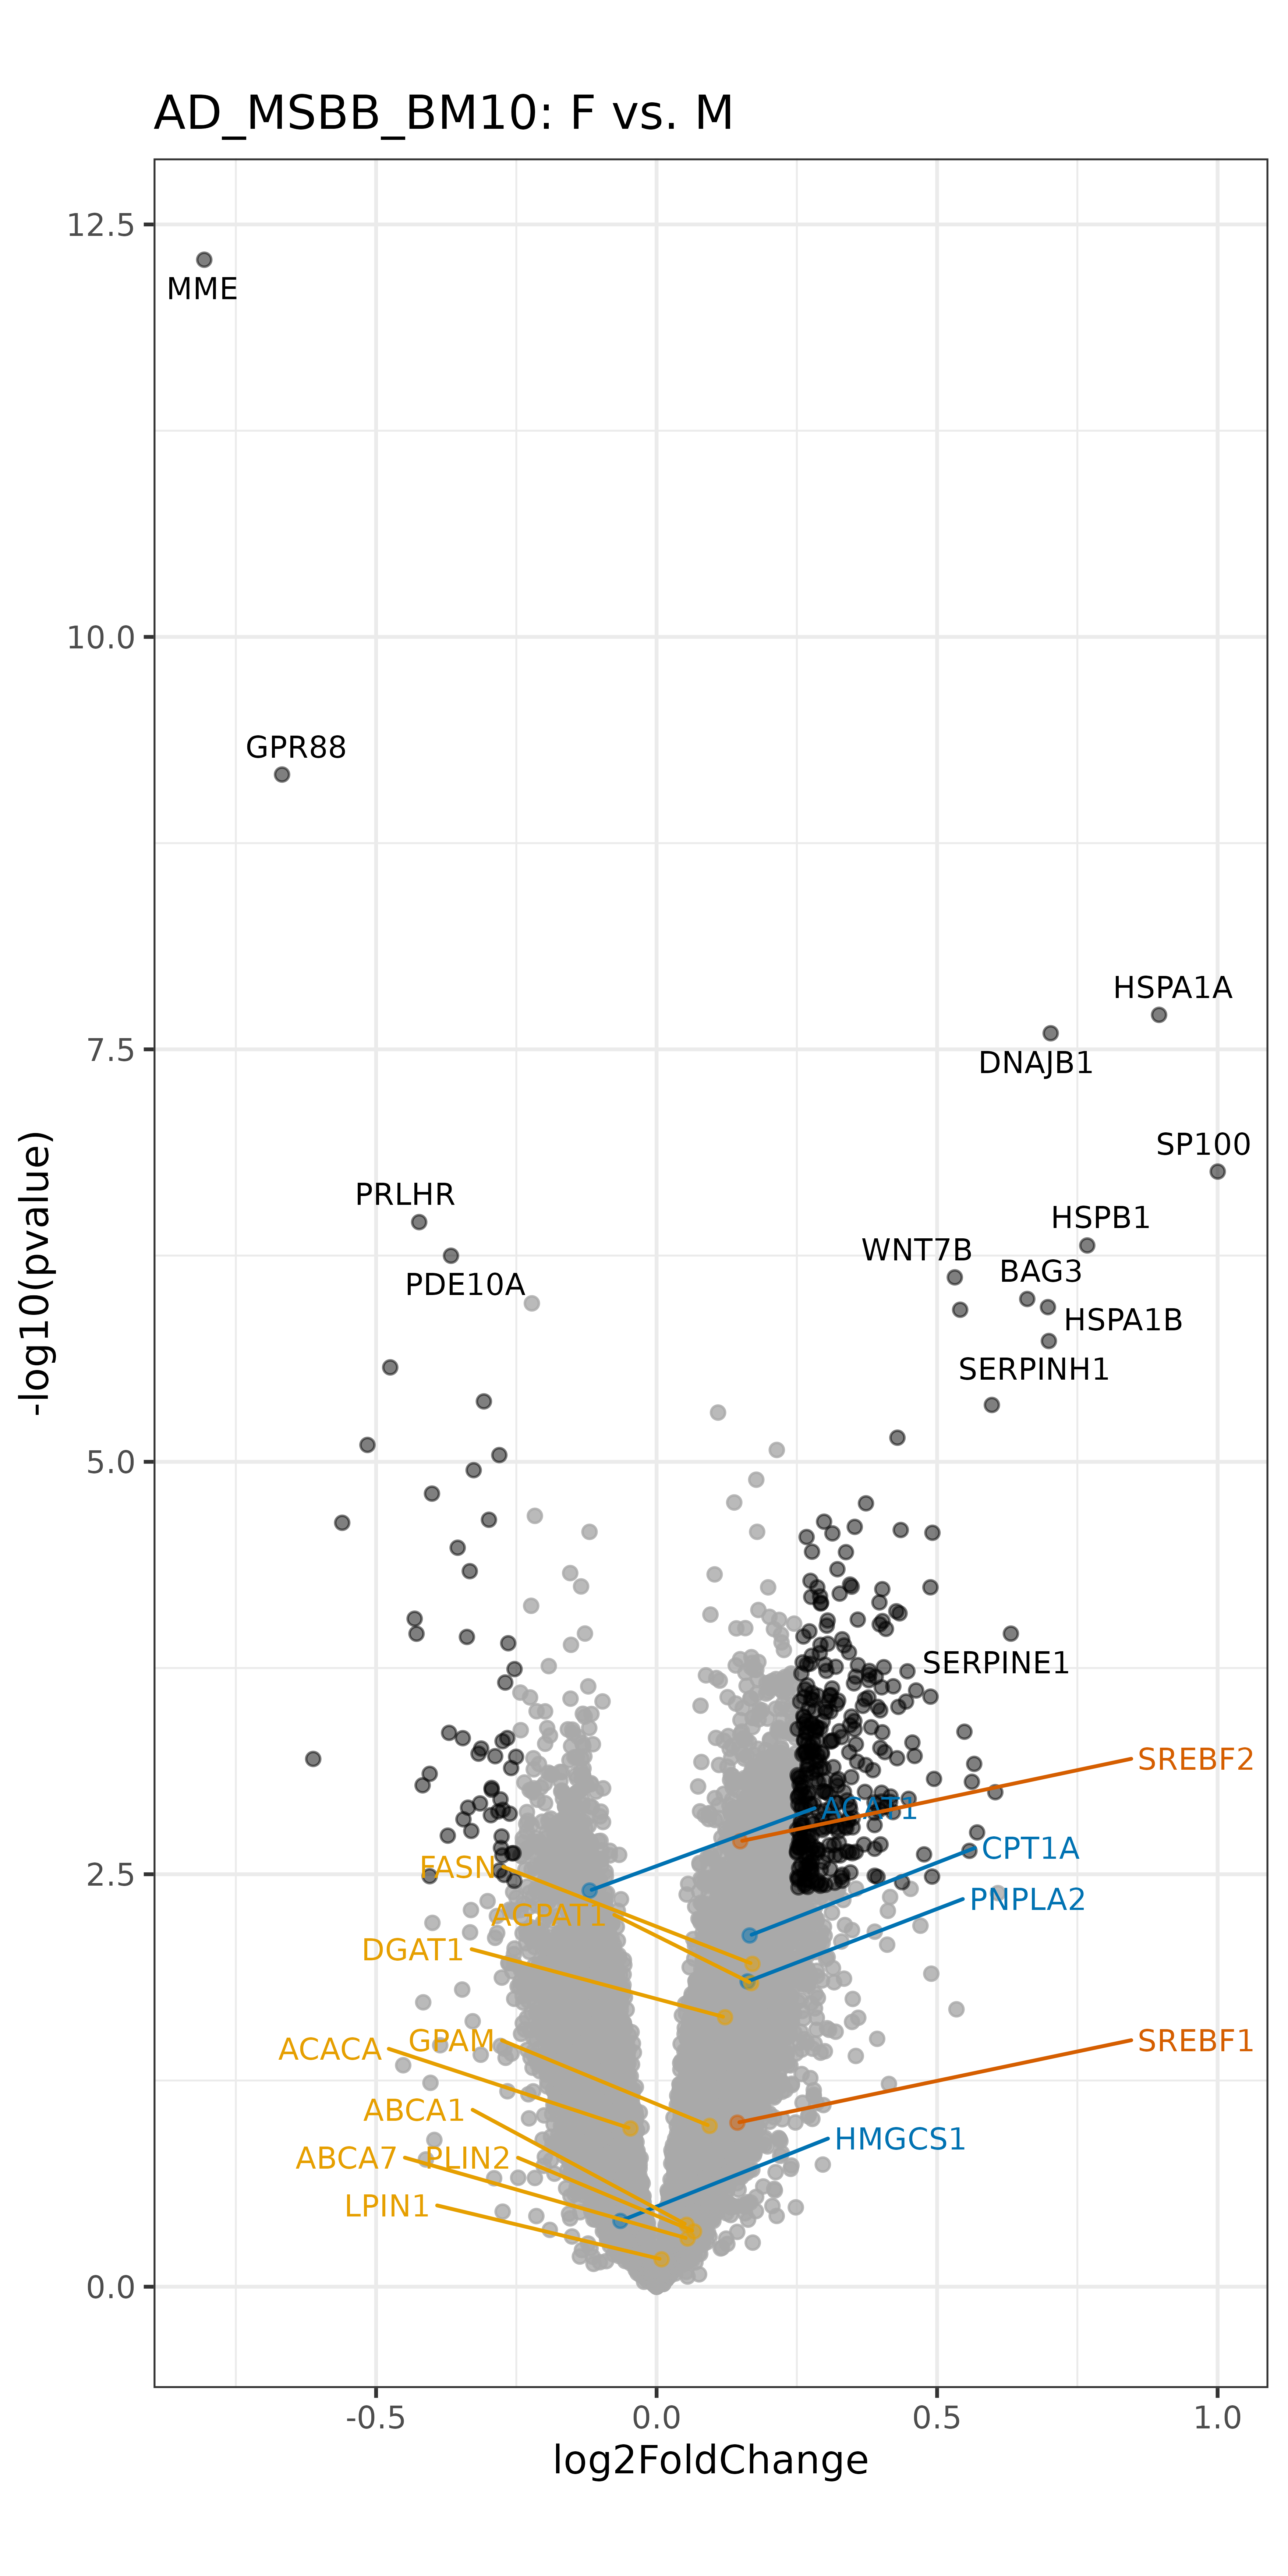 AD_MSBB_BM10: F vs. M
12.5
MME
10.0
GPR88
HSPA1A
7.5
DNAJB1
SP100
PRLHR
HSPB1
WNT7B
BAG3
PDE10A
HSPA1B
SERPINH1
5.0
SERPINE1
SREBF2
ACAT1
CPT1A
2.5
FASN
PNPLA2
AGPAT1
DGAT1
GPAM
SREBF1
ACACA
ABCA1
HMGCS1
ABCA7
PLIN2
LPIN1
0.0
-0.5
0.0
0.5
1.0
log2FoldChange
-log10(pvalue)